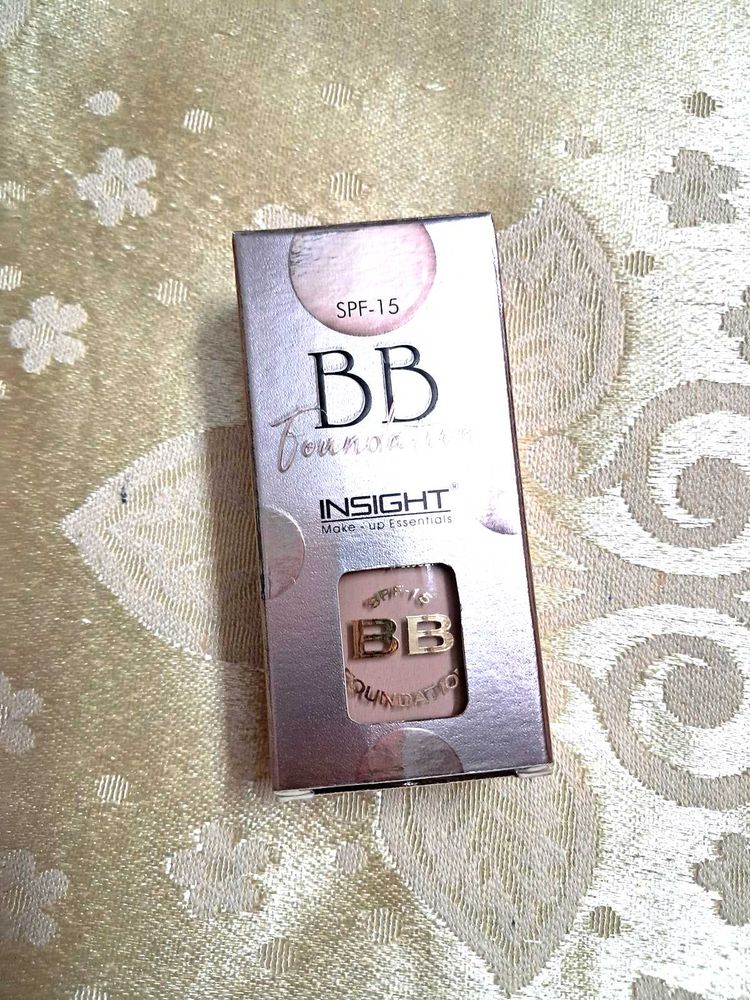 SPF-15
BB
Foundation
INSIGHT®
Make-up Essentials
SPF-15
BB
FOUNDATION